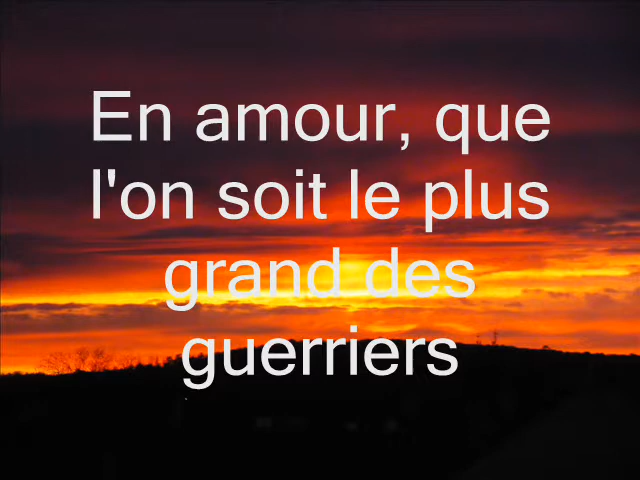 En amour, que
l'on soit le plus
grand des
guerriers